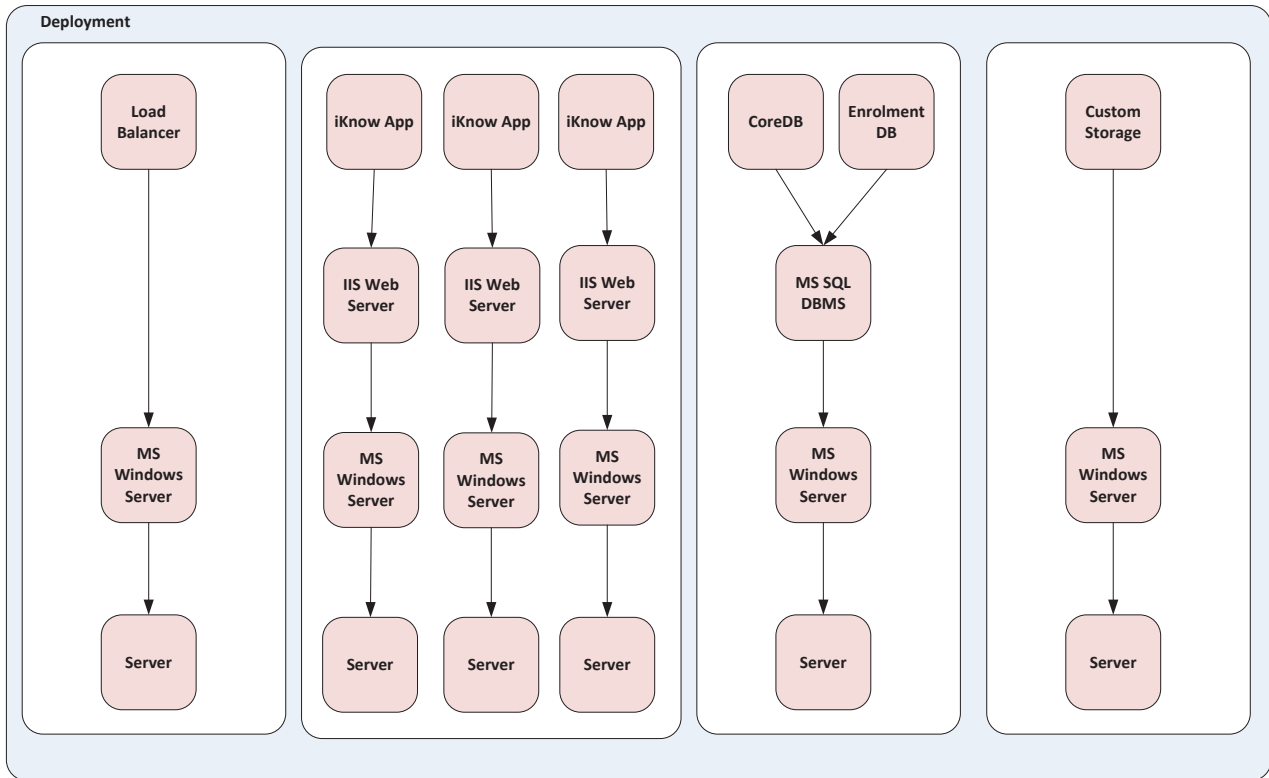 Deployment
Load
Balancer
iKnow App
iKnow App
iKnow App
CoreDB
Enrolment
DB
Custom
Storage
IIS Web
Server
IIS Web
Server
IIS Web
Server
MS SQL
DBMS
MS
Windows
Server
MS
Windows
Server
MS
Windows
Server
MS
Windows
Server
MS
Windows
Server
MS
Windows
Server
Server
Server
Server
Server
Server
Server